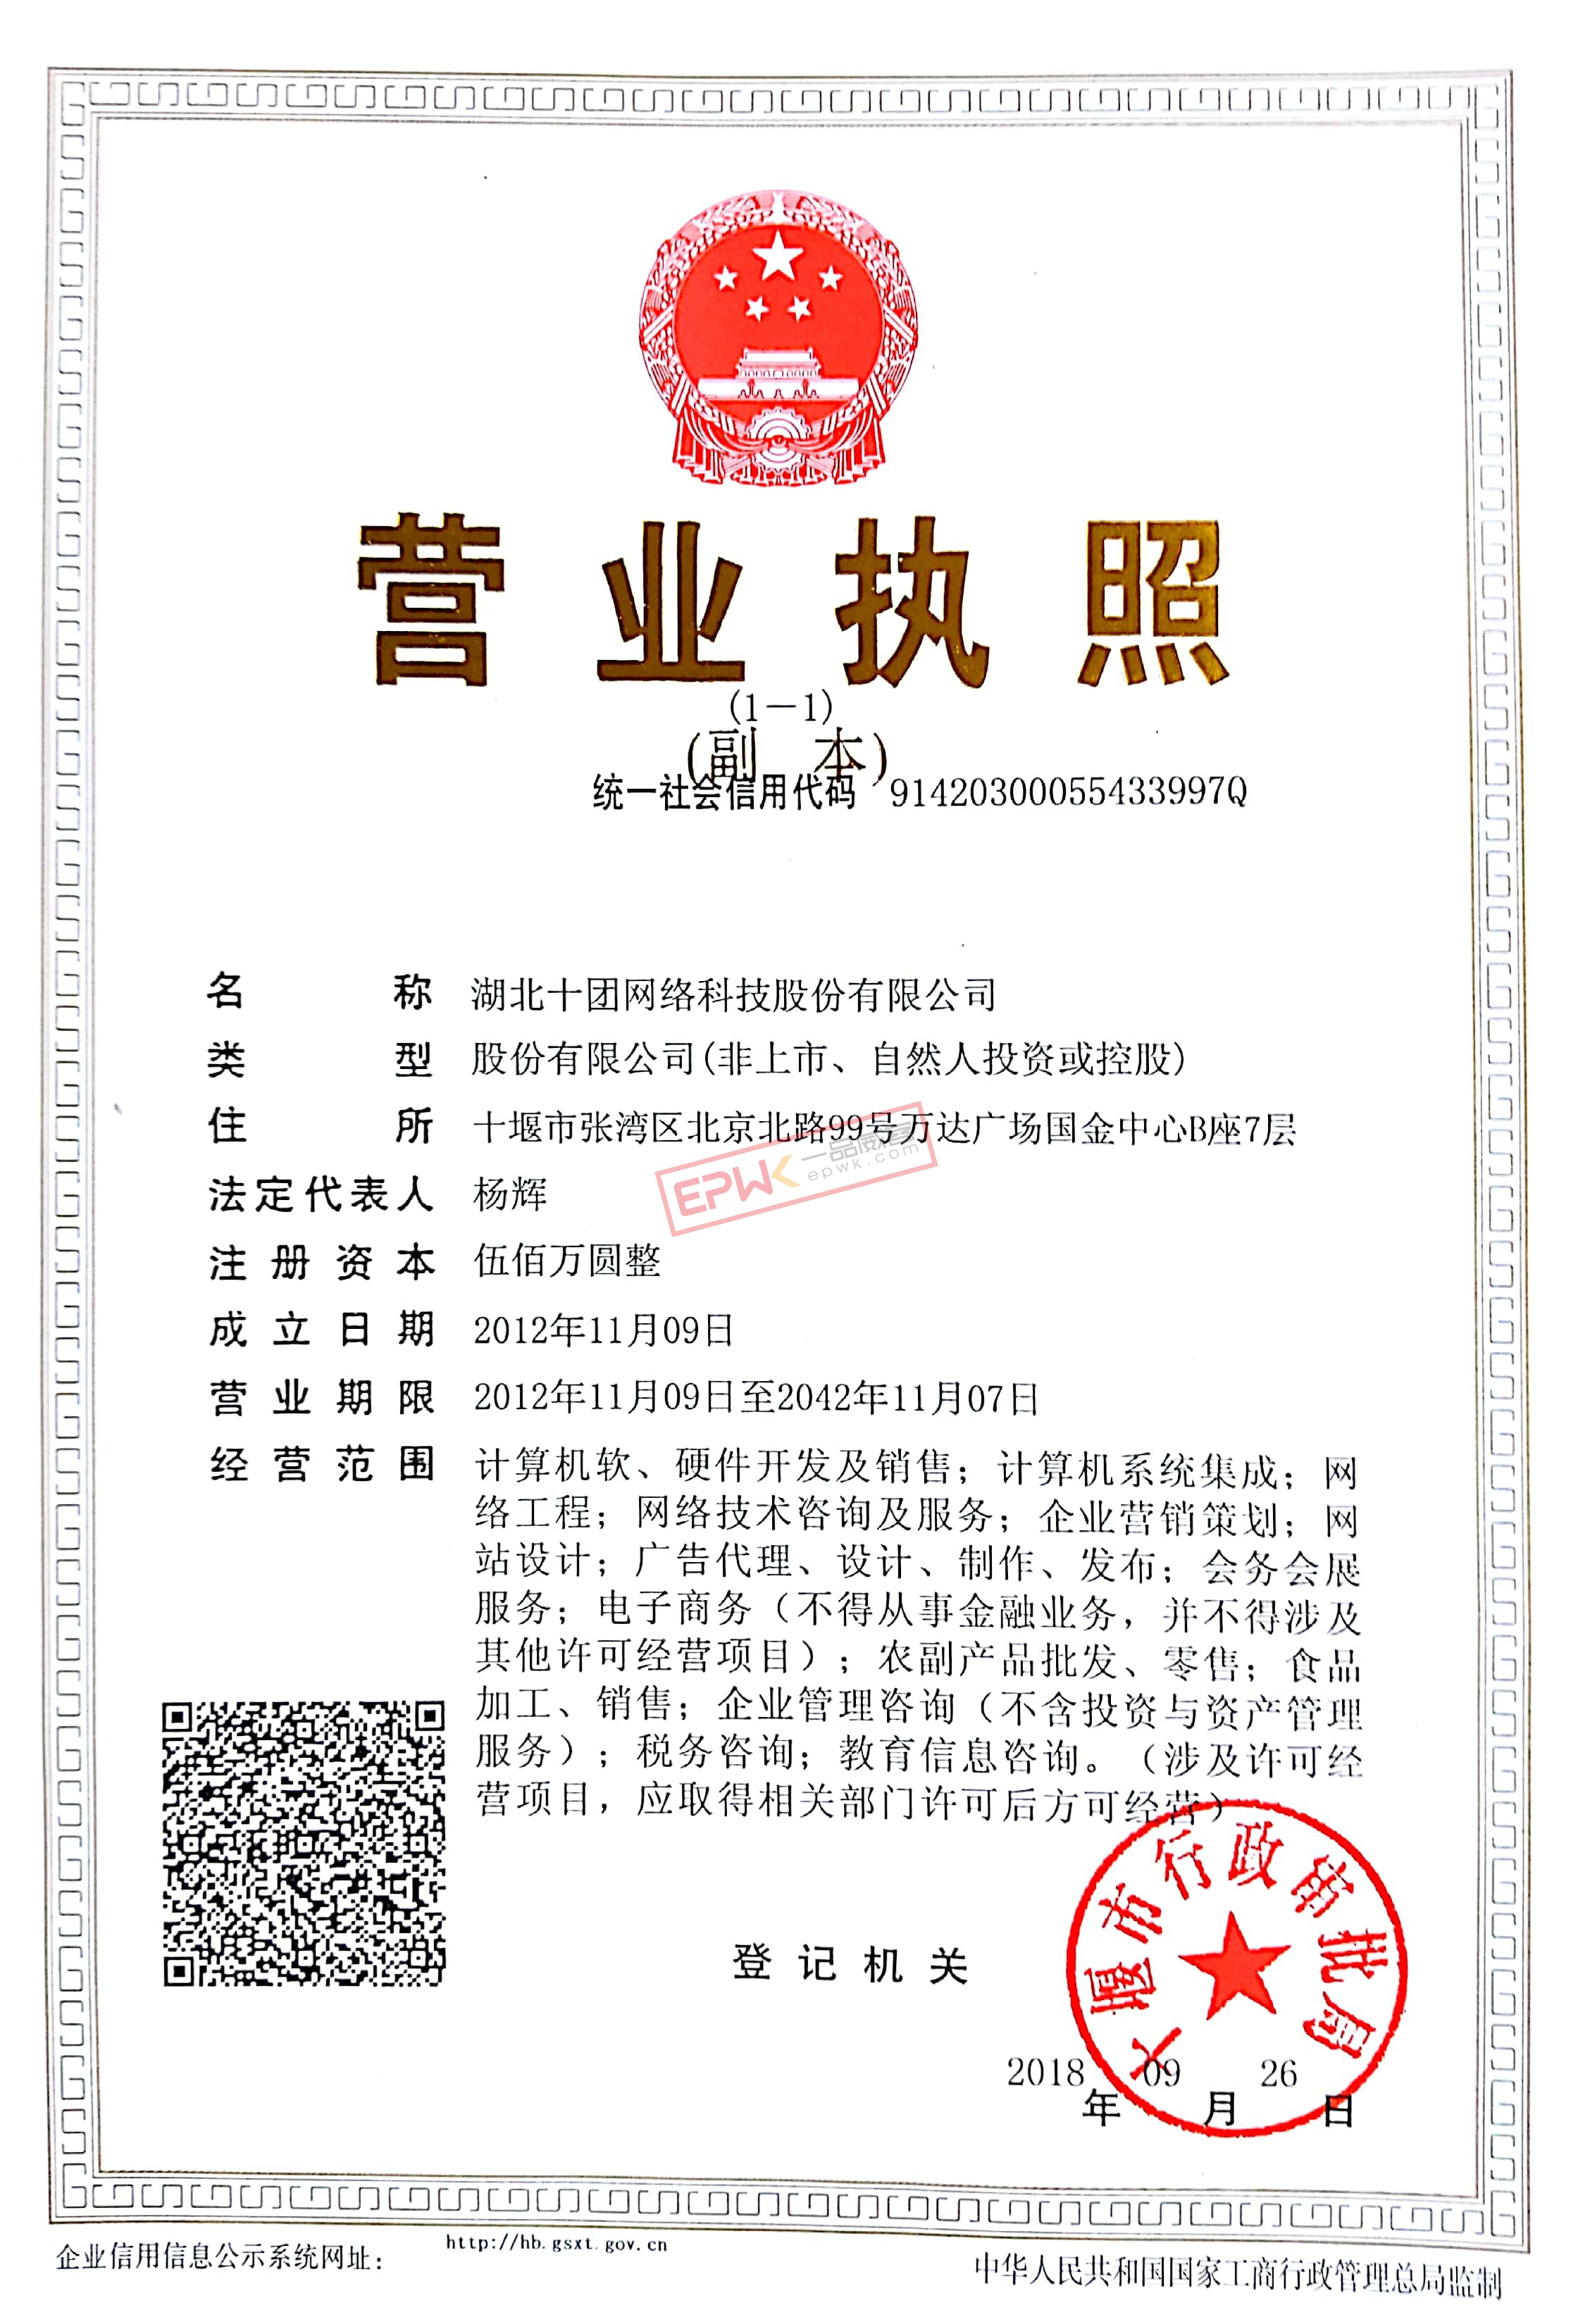 营业执照
(1—1)
(副 本)
统一社会信用代码 91420300055433997Q
名 称 湖北十团网络科技股份有限公司
类 型 股份有限公司(非上市、自然人投资或控股)
住 所 十堰市张湾区北京北路99号万达广场国金中心B座7层
EPWK 一品威客
epwk.com
法定代表人 杨辉
注册资本 伍佰万圆整
成立日期 2012年11月09日
营业期限 2012年11月09日至2042年11月07日
经营范围 计算机软、硬件开发及销售；计算机系统集成；网
络工程；网络技术咨询及服务；企业营销策划；网
站设计；广告代理、设计、制作、发布；会务会展
服务；电子商务（不得从事金融业务，并不得涉及
其他许可经营项目）；农副产品批发、零售；食品
加工、销售；企业管理咨询（不含投资与资产管理
服务）；税务咨询；教育信息咨询。（涉及许可经
营项目，应取得相关部门许可后方可经营）
十堰市行政审批局
登记机关
2018年09月26日
企业信用信息公示系统网址： http://hb.gsxt.gov.cn
中华人民共和国国家工商行政管理总局监制